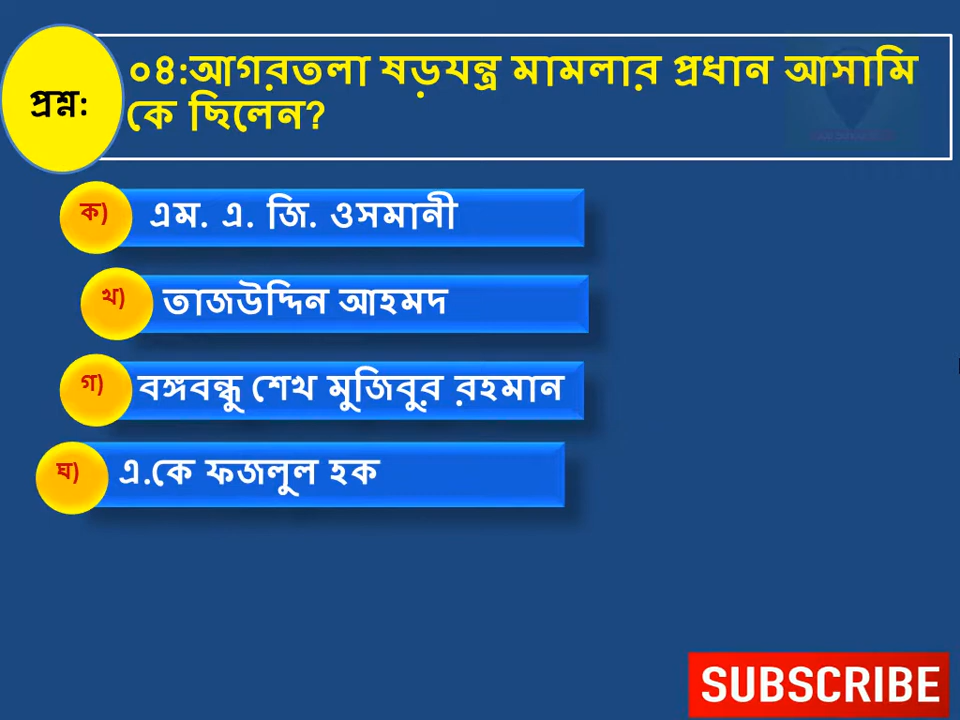 প্রশ্ন:
০৪:আগরতলা ষড়যন্ত্র মামলার প্রধান আসামি
কে ছিলেন?
ক) এম. এ. জি. ওসমানী
খ) তাজউদ্দিন আহমদ
গ) বঙ্গবন্ধু শেখ মুজিবুর রহমান
ঘ) এ.কে ফজলুল হক
SUBSCRIBE